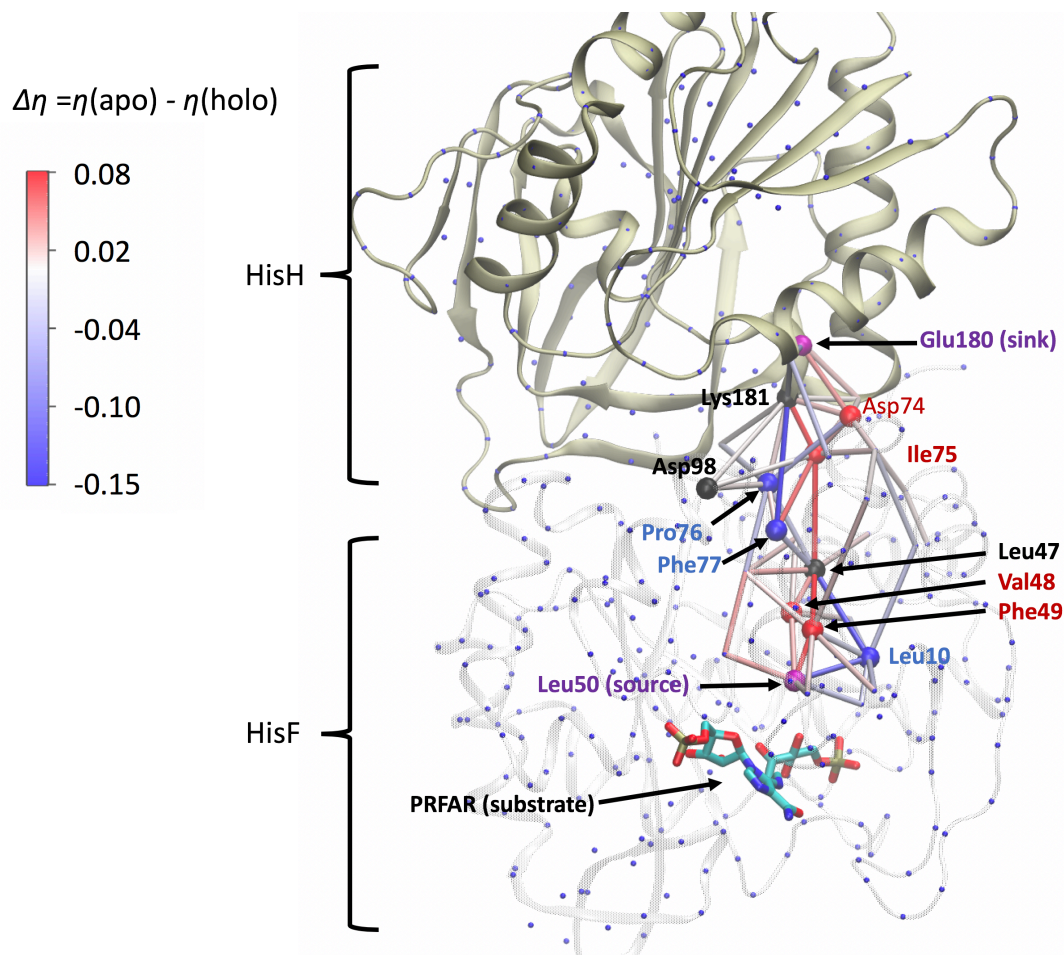 Δη =η(apo) - η(holo)
0.08
0.02
-0.04
-0.10
-0.15
HisH
Glu180 (sink)
Lys181
Asp74
Ile75
Asp98
Pro76
Phe77
Leu47
Val48
Phe49
Leu10
Leu50 (source)
HisF
PRFAR (substrate)